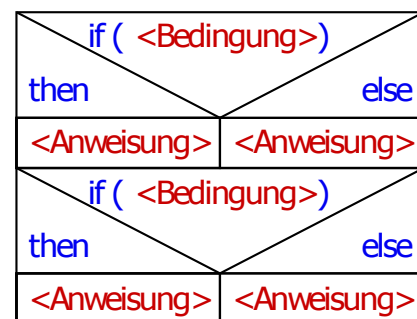 if ( <Bedingung>)
then else
<Anweisung> <Anweisung>
if ( <Bedingung>)
then else
<Anweisung> <Anweisung>